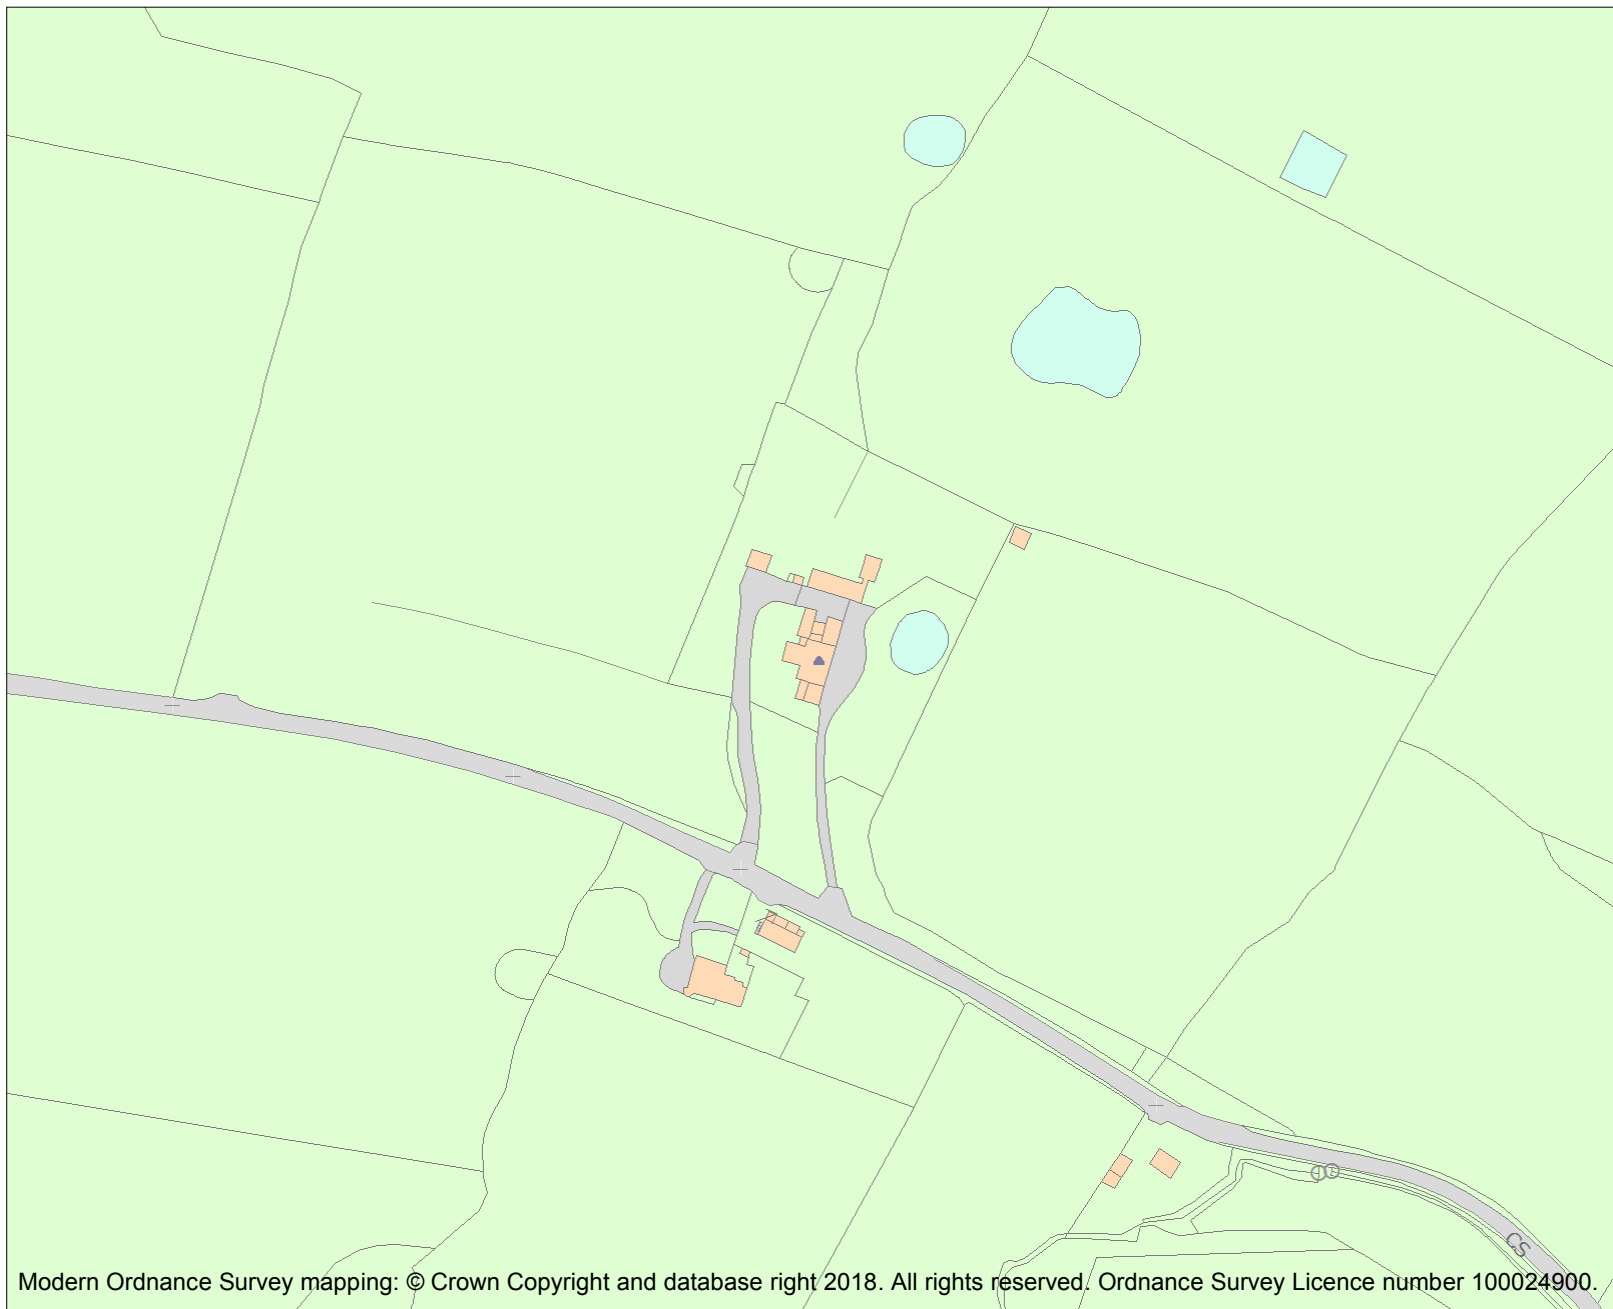 CS
Modern Ordnance Survey mapping: © Crown Copyright and database right 2018. All rights reserved. Ordnance Survey Licence number 100024900.